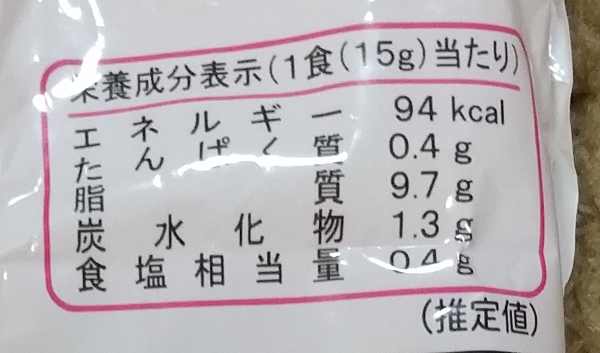 栄養成分表示(1食(15g)当たり)
エネルギー 94 kcal
たんぱく質 0.4 g
脂質 9.7 g
炭水化物 1.3 g
食塩相当量 0.4 g
(推定値)